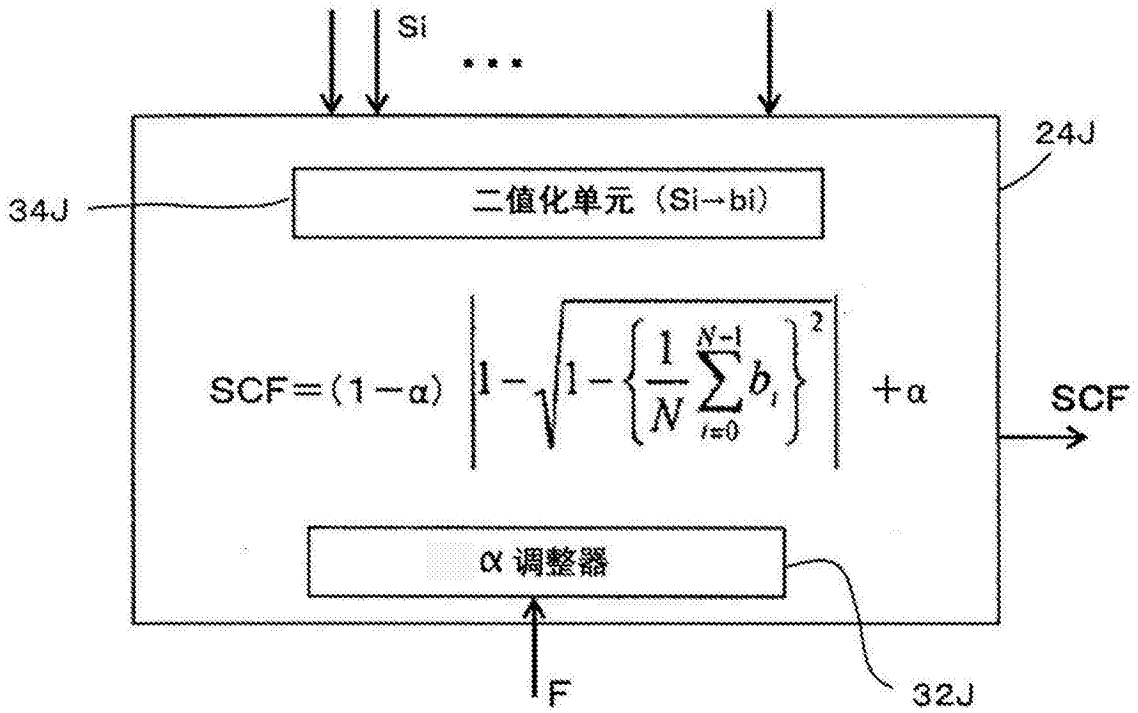 Si
...
24J
34J
二值化单元（Si→bi）
SCF=(1-α) |1-√(1-{1/N ∑_{i=0}^{N-1} b_i}^2)| +α
SCF
α 调整器
F
32J